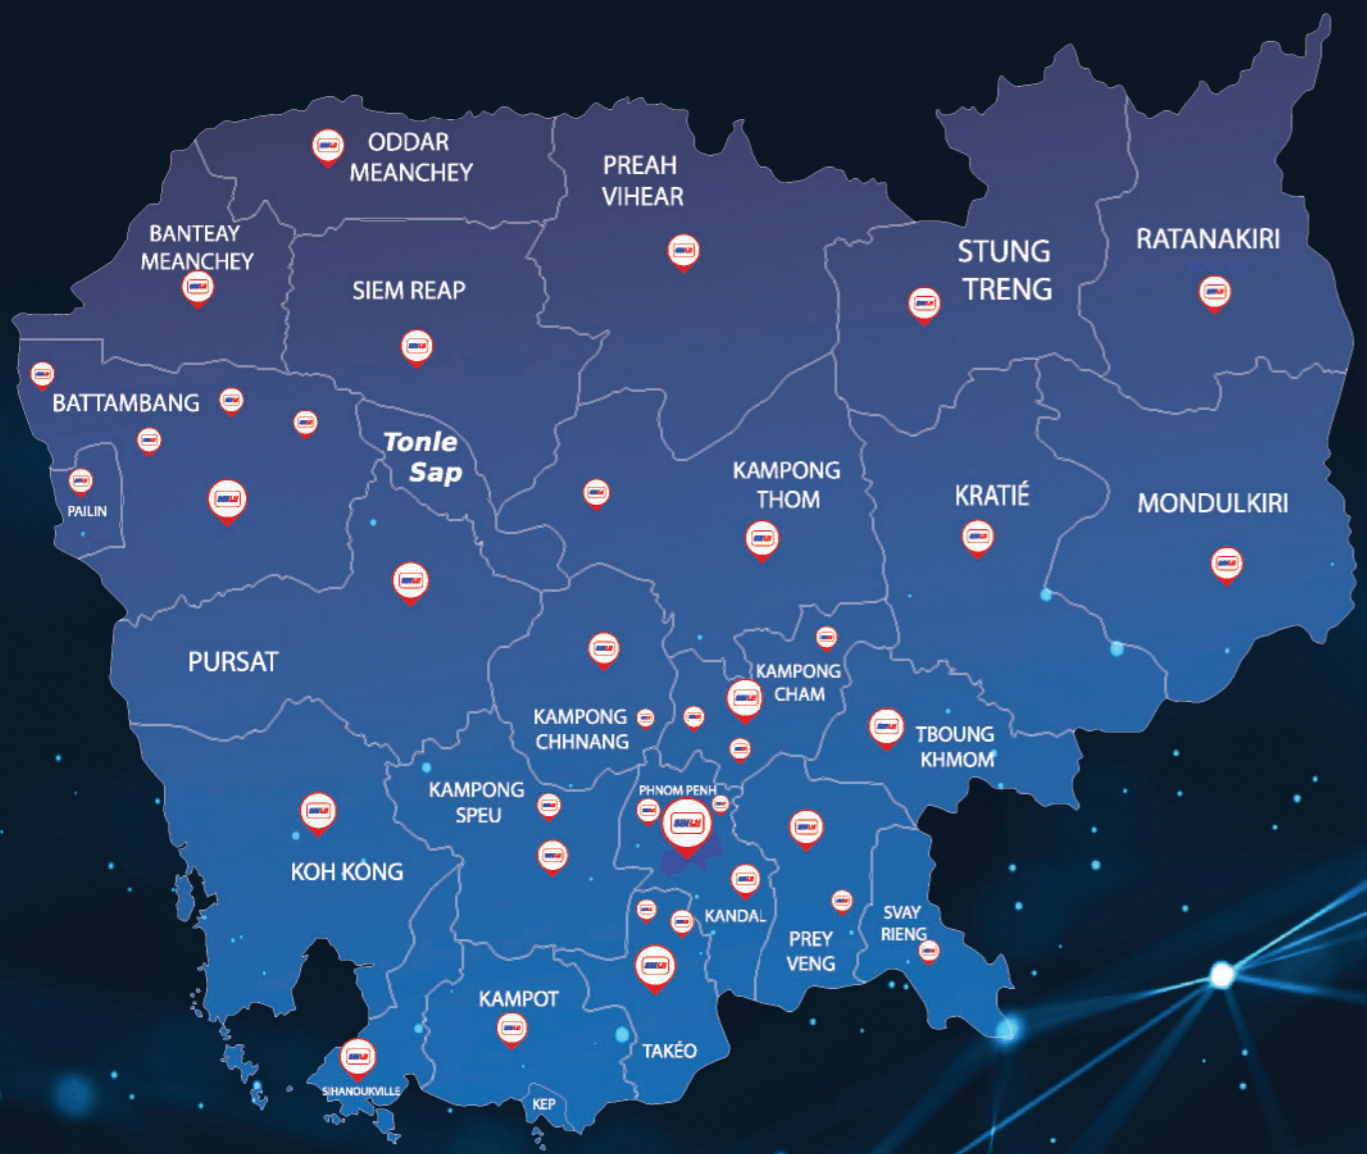 ODDAR
MEANCHEY
PREAH
VIHEAR
BANTEAY
MEANCHEY
SIEM REAP
STUNG
TRENG
RATANAKIRI
BATTAMBANG
Tonle
Sap
PAILIN
KAMPONG
THOM
KRATIÉ
MONDULKIRI
PURSAT
KAMPONG
CHAM
KAMPONG
CHHNANG
TBOUNG
KHMOM
KAMPONG
SPEU
PHNOM PENH
KOH KONG
KANDAL
PREY
VENG
SVAY
RIENG
KAMPOT
TAKÉO
SIHANOUKVILLE
KEP